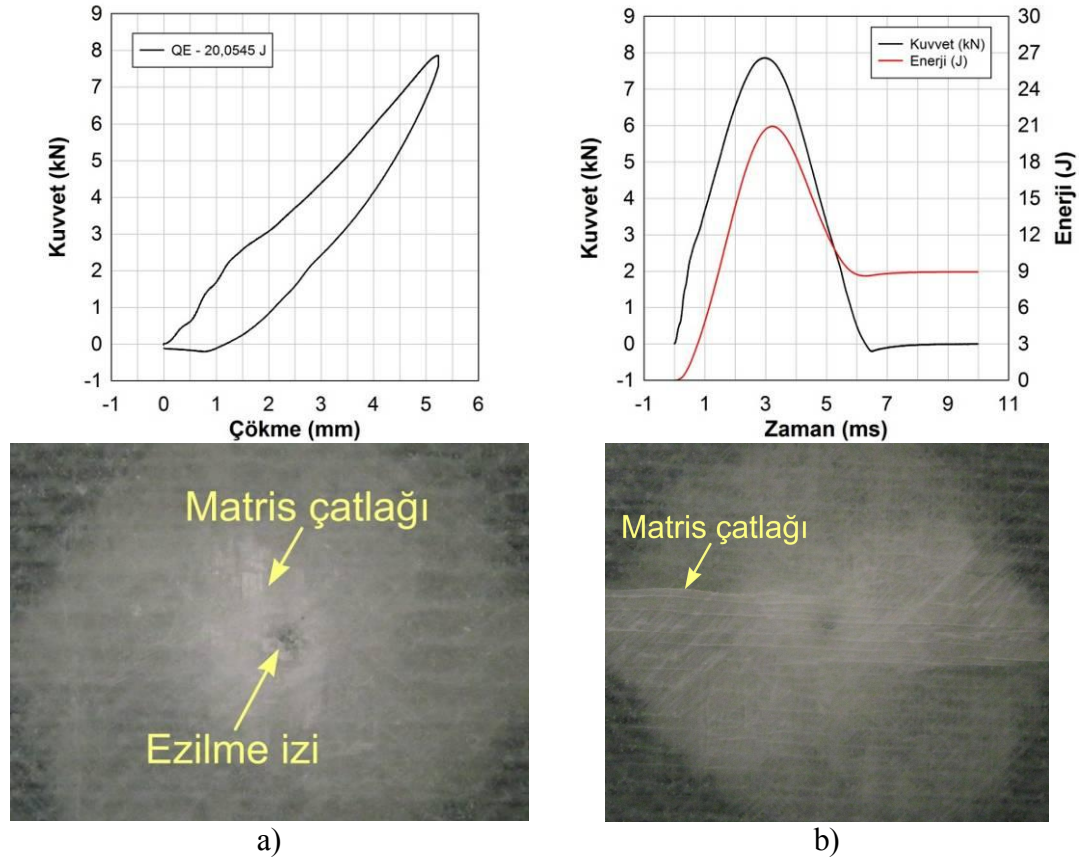 9
8
7
6
5
4
3
2
1
0
-1
Kuvvet (kN)
QE - 20,0545 J
-1 0 1 2 3 4 5 6
Çökme (mm)
9
8
7
6
5
4
3
2
1
0
-1
Kuvvet (kN)
Kuvvet (kN)
Enerji (J)
30
26
24
21
18
15
12
9
6
3
0
Enerji (J)
-1 1 3 5 7 9 11
Zaman (ms)
Matris çatlağı
Ezilme izi
Matris çatlağı
a)
b)